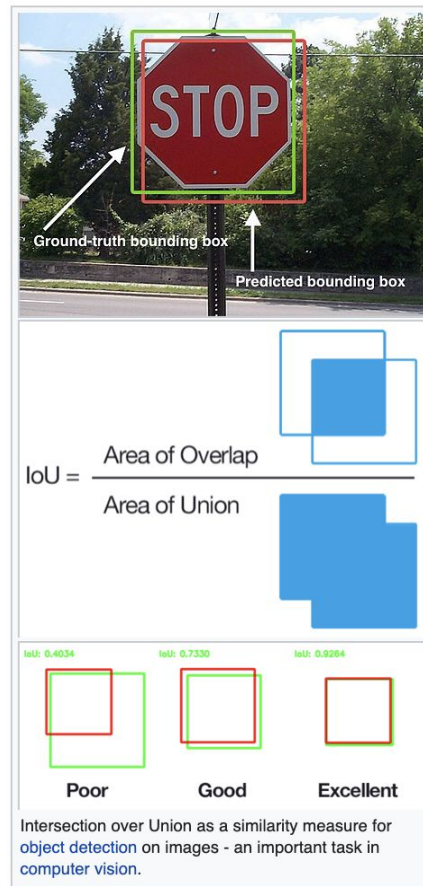 STOP
Ground-truth bounding box
Predicted bounding box
IoU =
Area of Overlap
Area of Union
IoU: 0.4034
IoU: 0.7330
IoU: 0.9264
Poor
Good
Excellent
Intersection over Union as a similarity measure for
object detection on images - an important task in
computer vision.